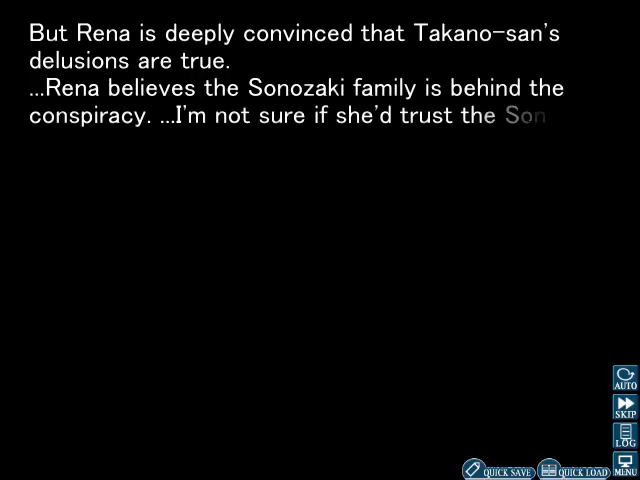 But Rena is deeply convinced that Takano-san's
delusions are true.
...Rena believes the Sonozaki family is behind the
conspiracy. ...I'm not sure if she'd trust the Son
AUTO
SKIP
LOG
MENU
QUICK SAVE
QUICK LOAD